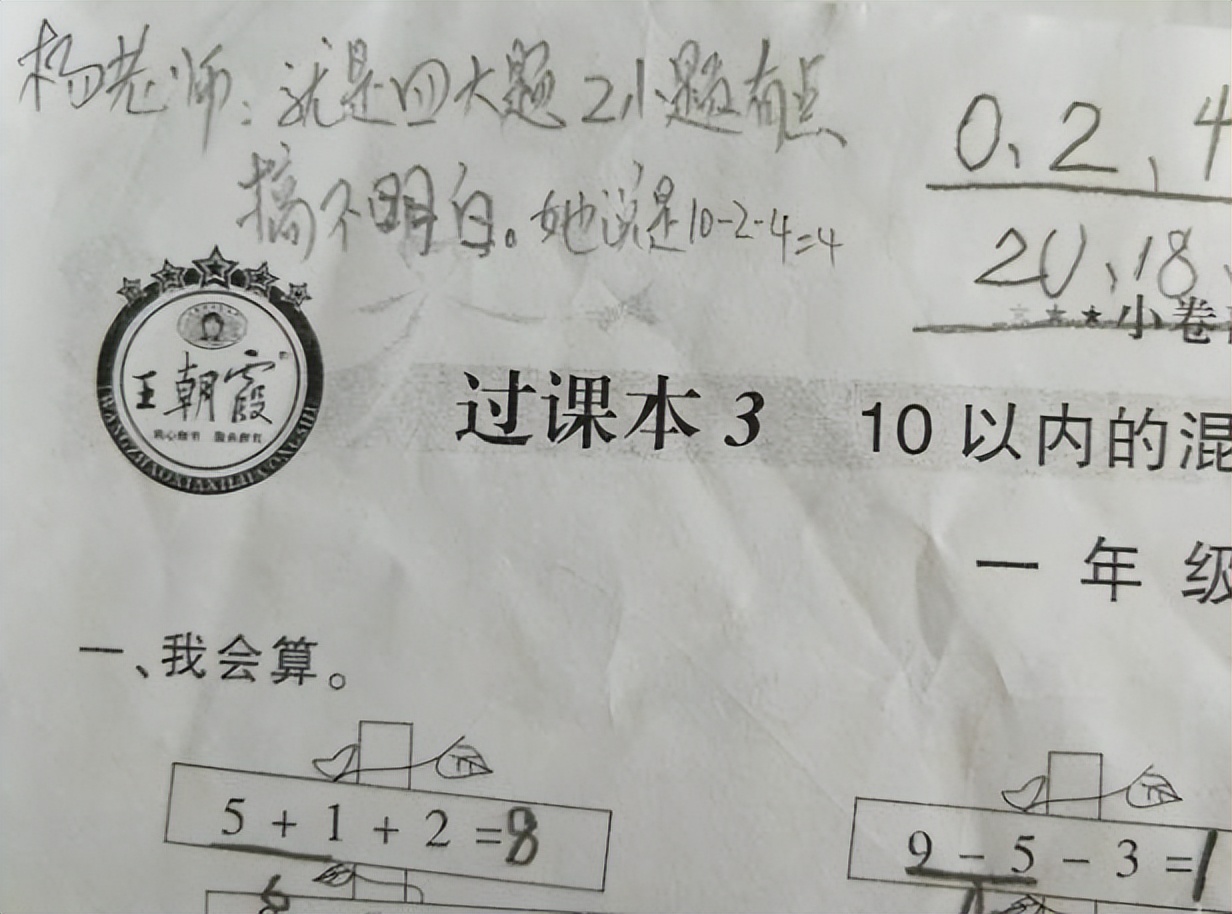 杨老师：就是四大题2小题有点
搞不明白。她说是10-2-4=4
0、2、4
20、18、
★★★小卷
王朝霞
过课本3 10以内的混
一年级
一、我会算。
5+1+2=8
9-5-3=1
6